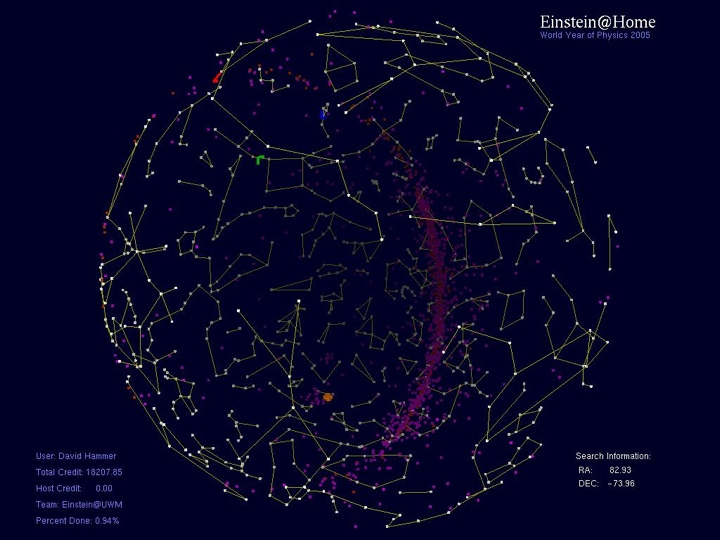 Einstein@Home
World Year of Physics 2005
User: David Hammer
Total Credit: 18207.85
Host Credit: 0.00
Team: Einstein@UWM
Percent Done: 0.94%
Search Information:
RA: 82.93
DEC: -73.96